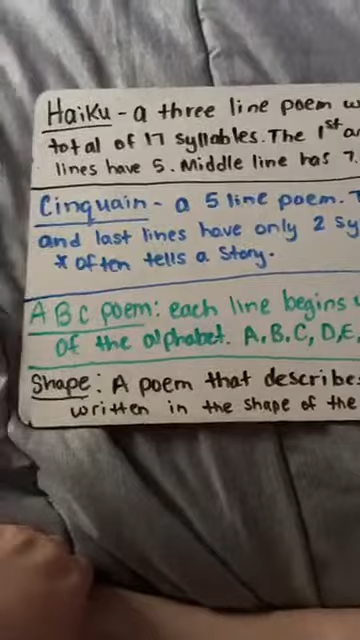 Haiku - a three line poem
total of 17 syllables. The 1st
lines have 5. Middle line has 7.
Cinquain - a 5 line poem.
and last lines have only 2
* Often tells a Story.
ABC poem: each line begins
of the alphabet. A, B, C, D, E,
Shape: A poem that
written in the shape of the